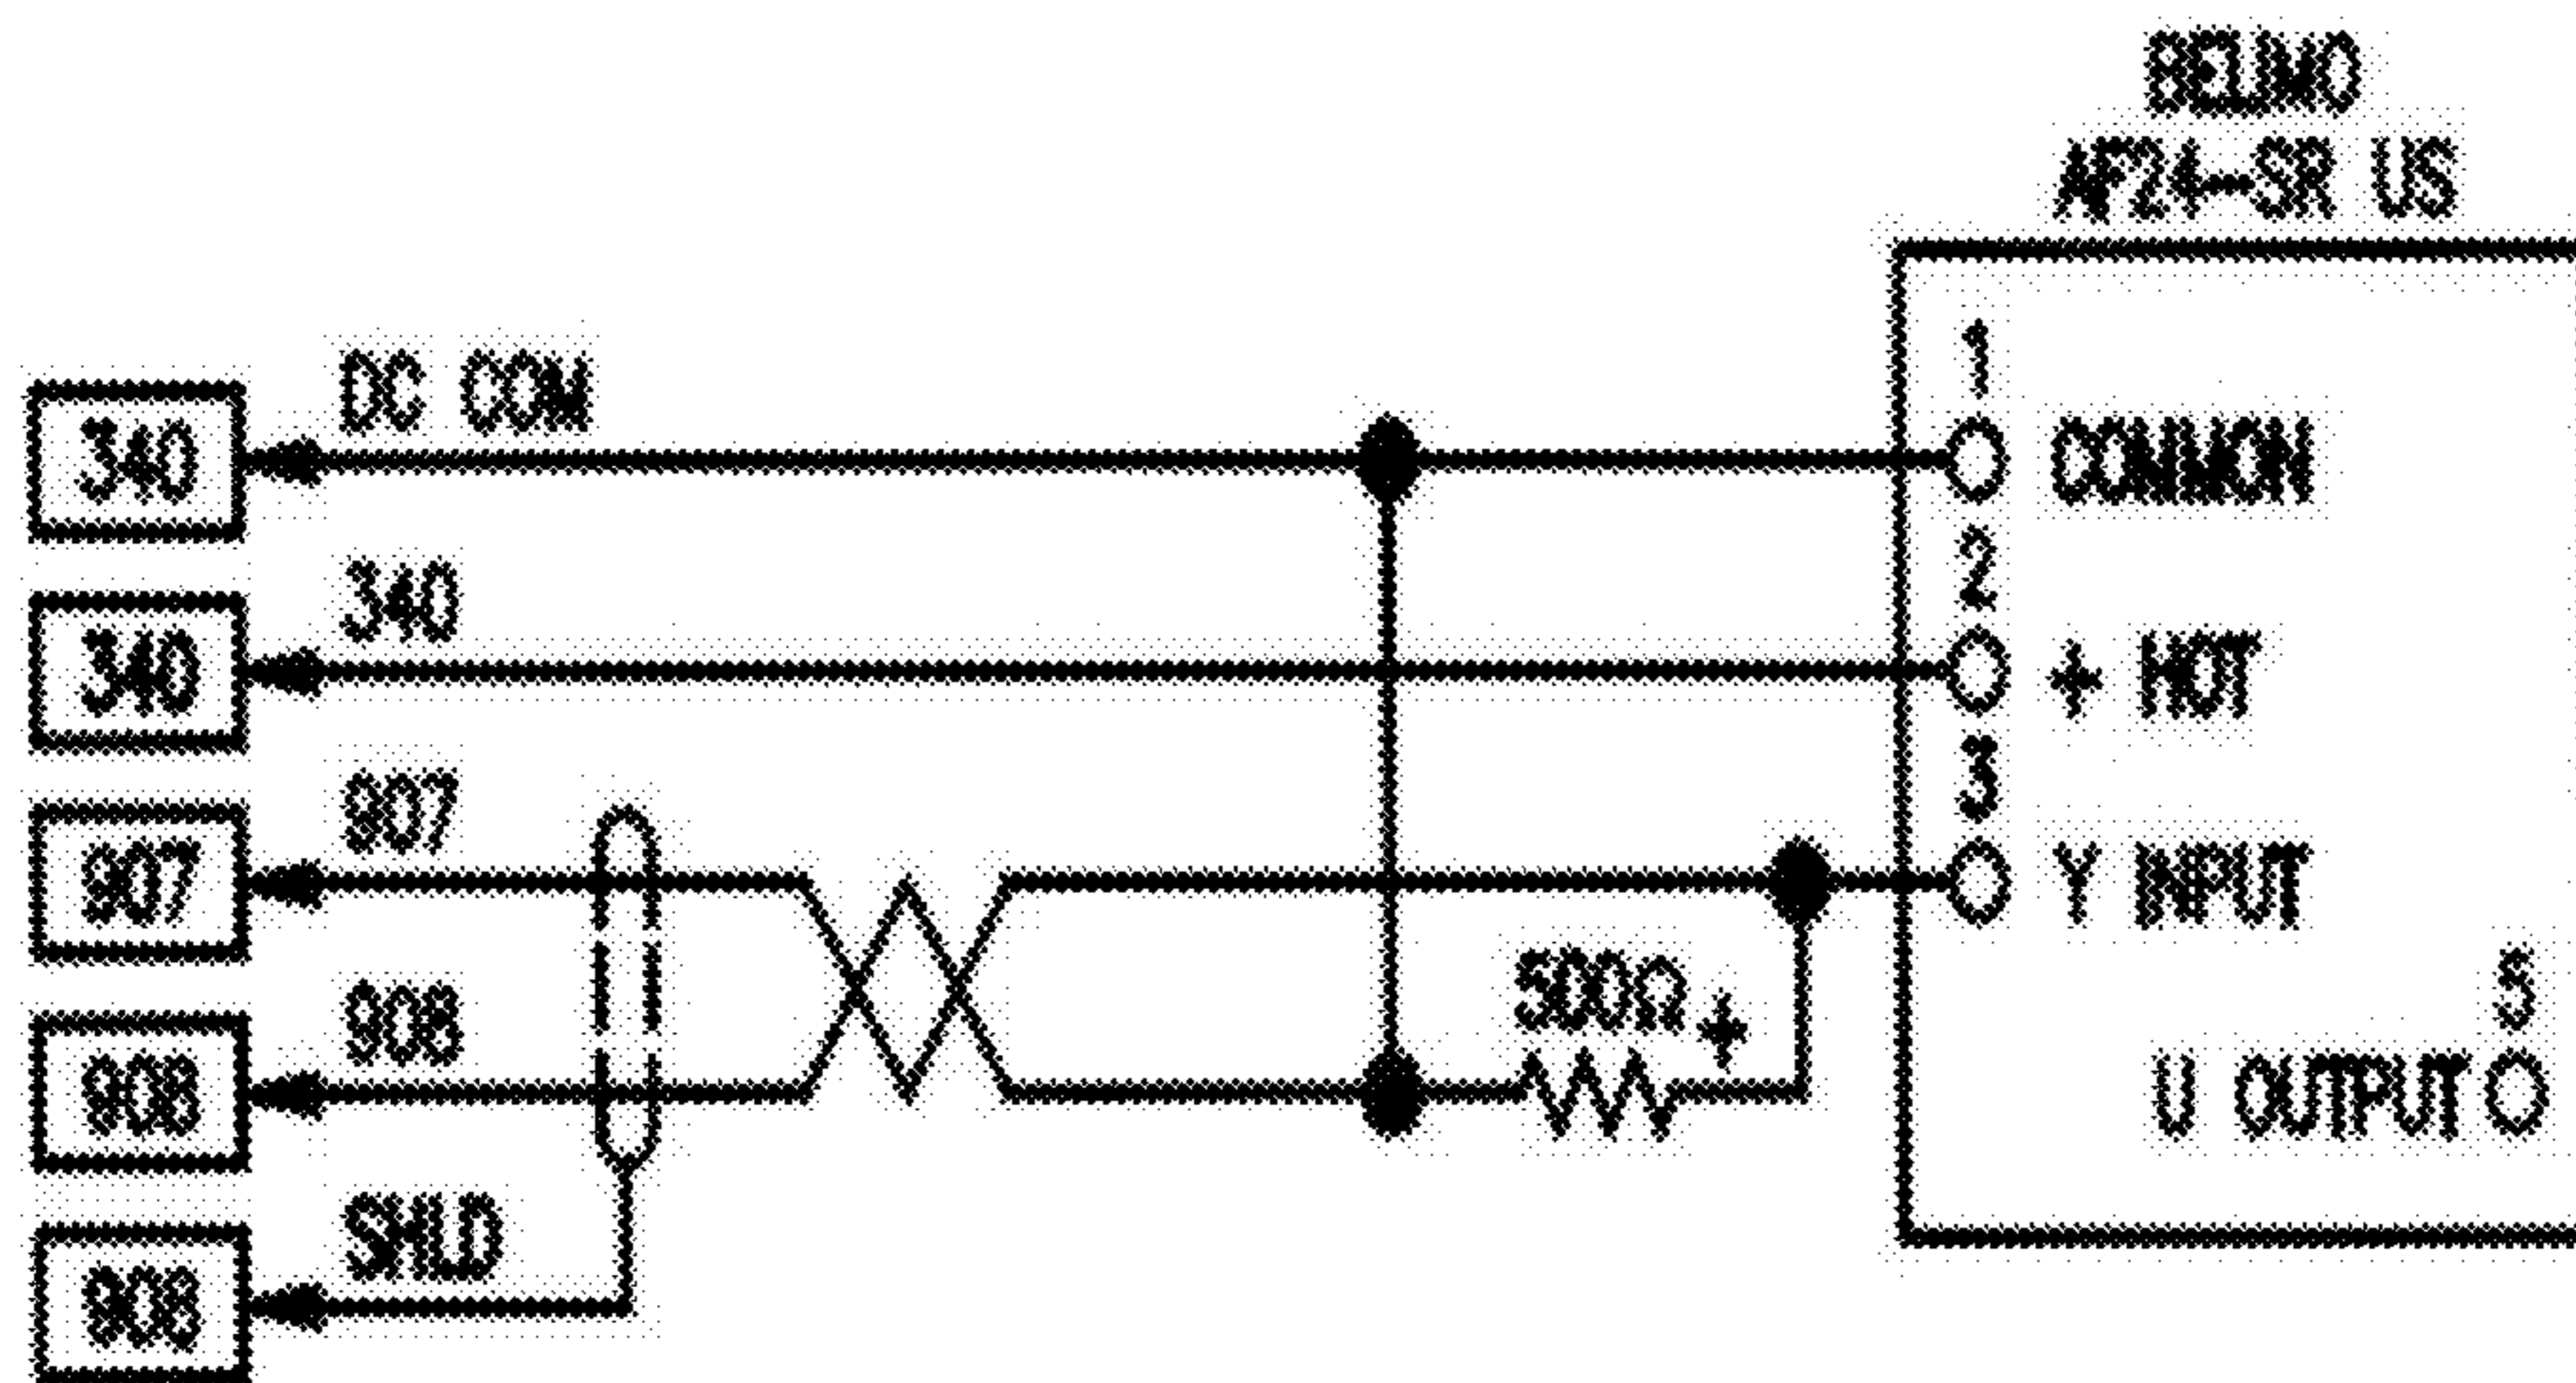 BELIMO
AF24-SR US
DC COM
340
1
COMMON
340
340
2
+ HOT
907
907
3
Y INPUT
908
908
500Ω
+
5
U OUTPUT
SHLD
908